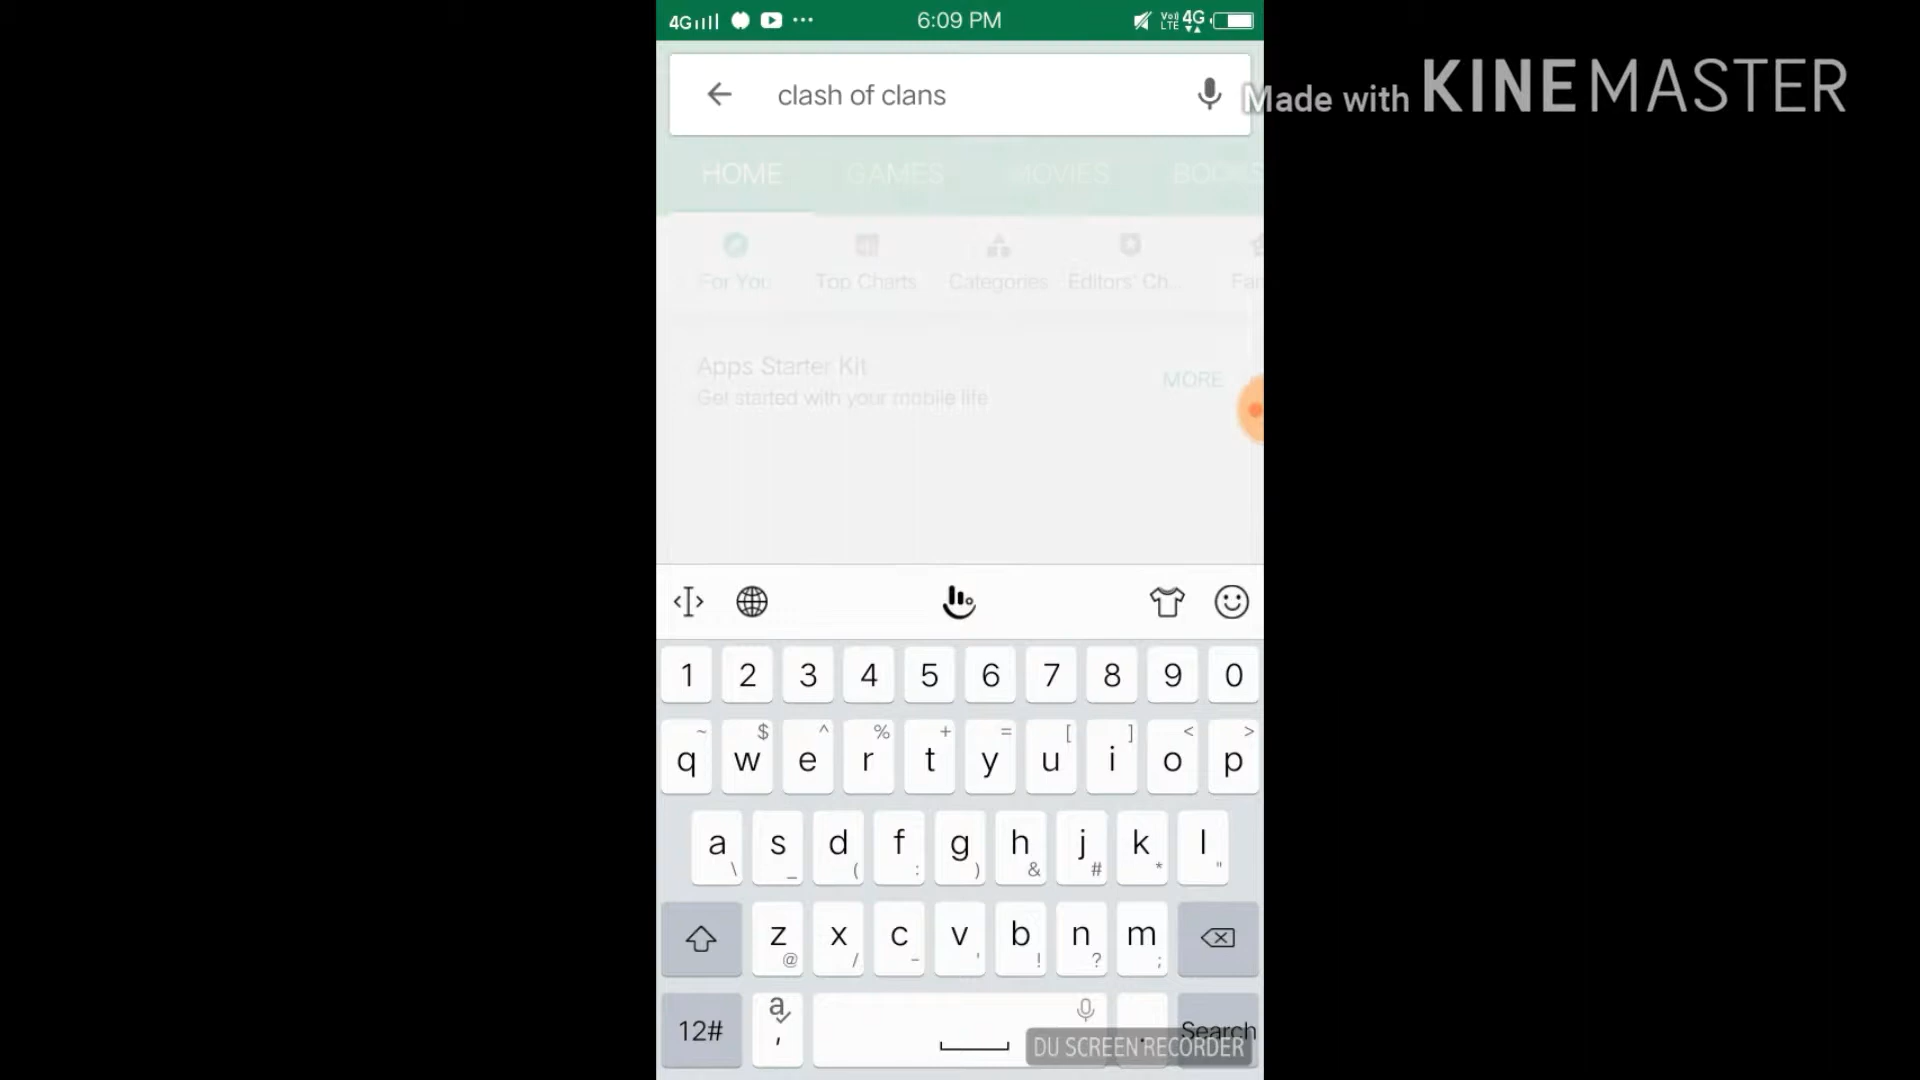 4G 6:09 PM VoLTE 4G
clash of clans
Made with KINEMASTER
HOME GAMES MOVIES BOOKS
For You Top Charts Categories Editors' Ch...
Apps Starter Kit
Get started with your mobile life
MORE
1 2 3 4 5 6 7 8 9 0
~ $ ^ % + = [ ] < >
q w e r t y u i o p
a s d f g h j k l
\ _ ( : ) & # * "
z x c v b n m
@ / - ' ! ? ;
12# a , . Search
DU SCREEN RECORDER